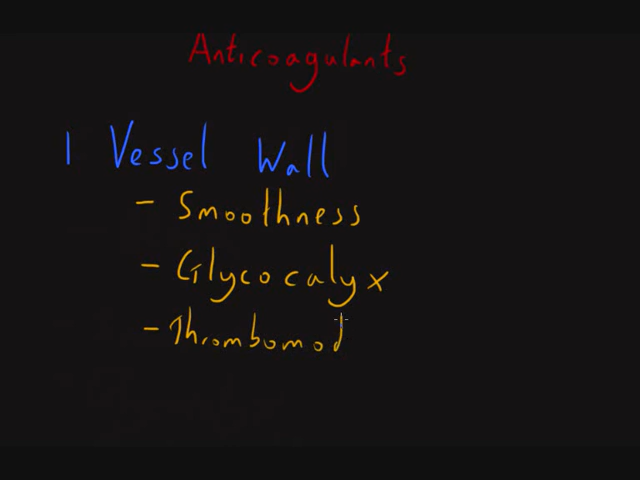 Anticoagulants
1 Vessel Wall
- Smoothness
- Glycocalyx
- Thrombomod